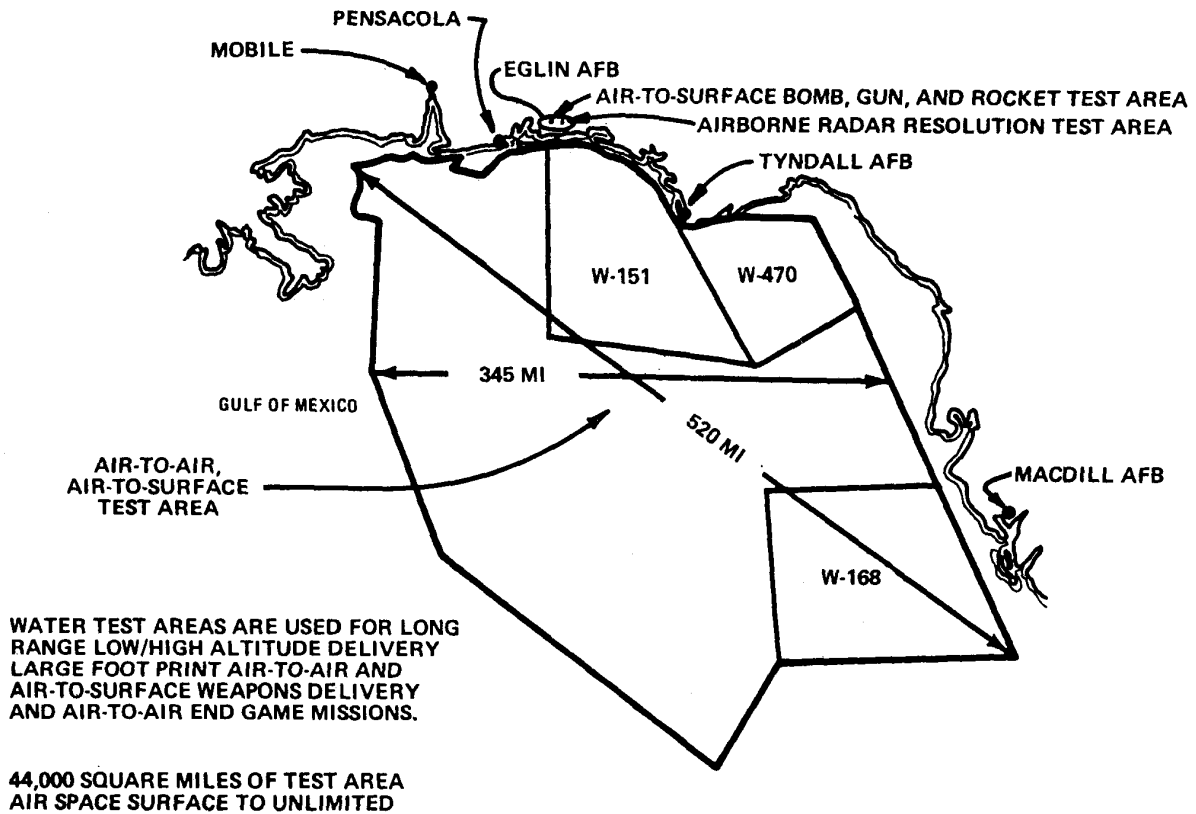 PENSACOLA
MOBILE
EGLIN AFB
AIR-TO-SURFACE BOMB, GUN, AND ROCKET TEST AREA
AIRBORNE RADAR RESOLUTION TEST AREA
TYNDALL AFB
W-151
W-470
345 MI
GULF OF MEXICO
520 MI
AIR-TO-AIR,
AIR-TO-SURFACE
TEST AREA
MACDILL AFB
W-168
WATER TEST AREAS ARE USED FOR LONG
RANGE LOW/HIGH ALTITUDE DELIVERY
LARGE FOOT PRINT AIR-TO-AIR AND
AIR-TO-SURFACE WEAPONS DELIVERY
AND AIR-TO-AIR END GAME MISSIONS.
44,000 SQUARE MILES OF TEST AREA
AIR SPACE SURFACE TO UNLIMITED